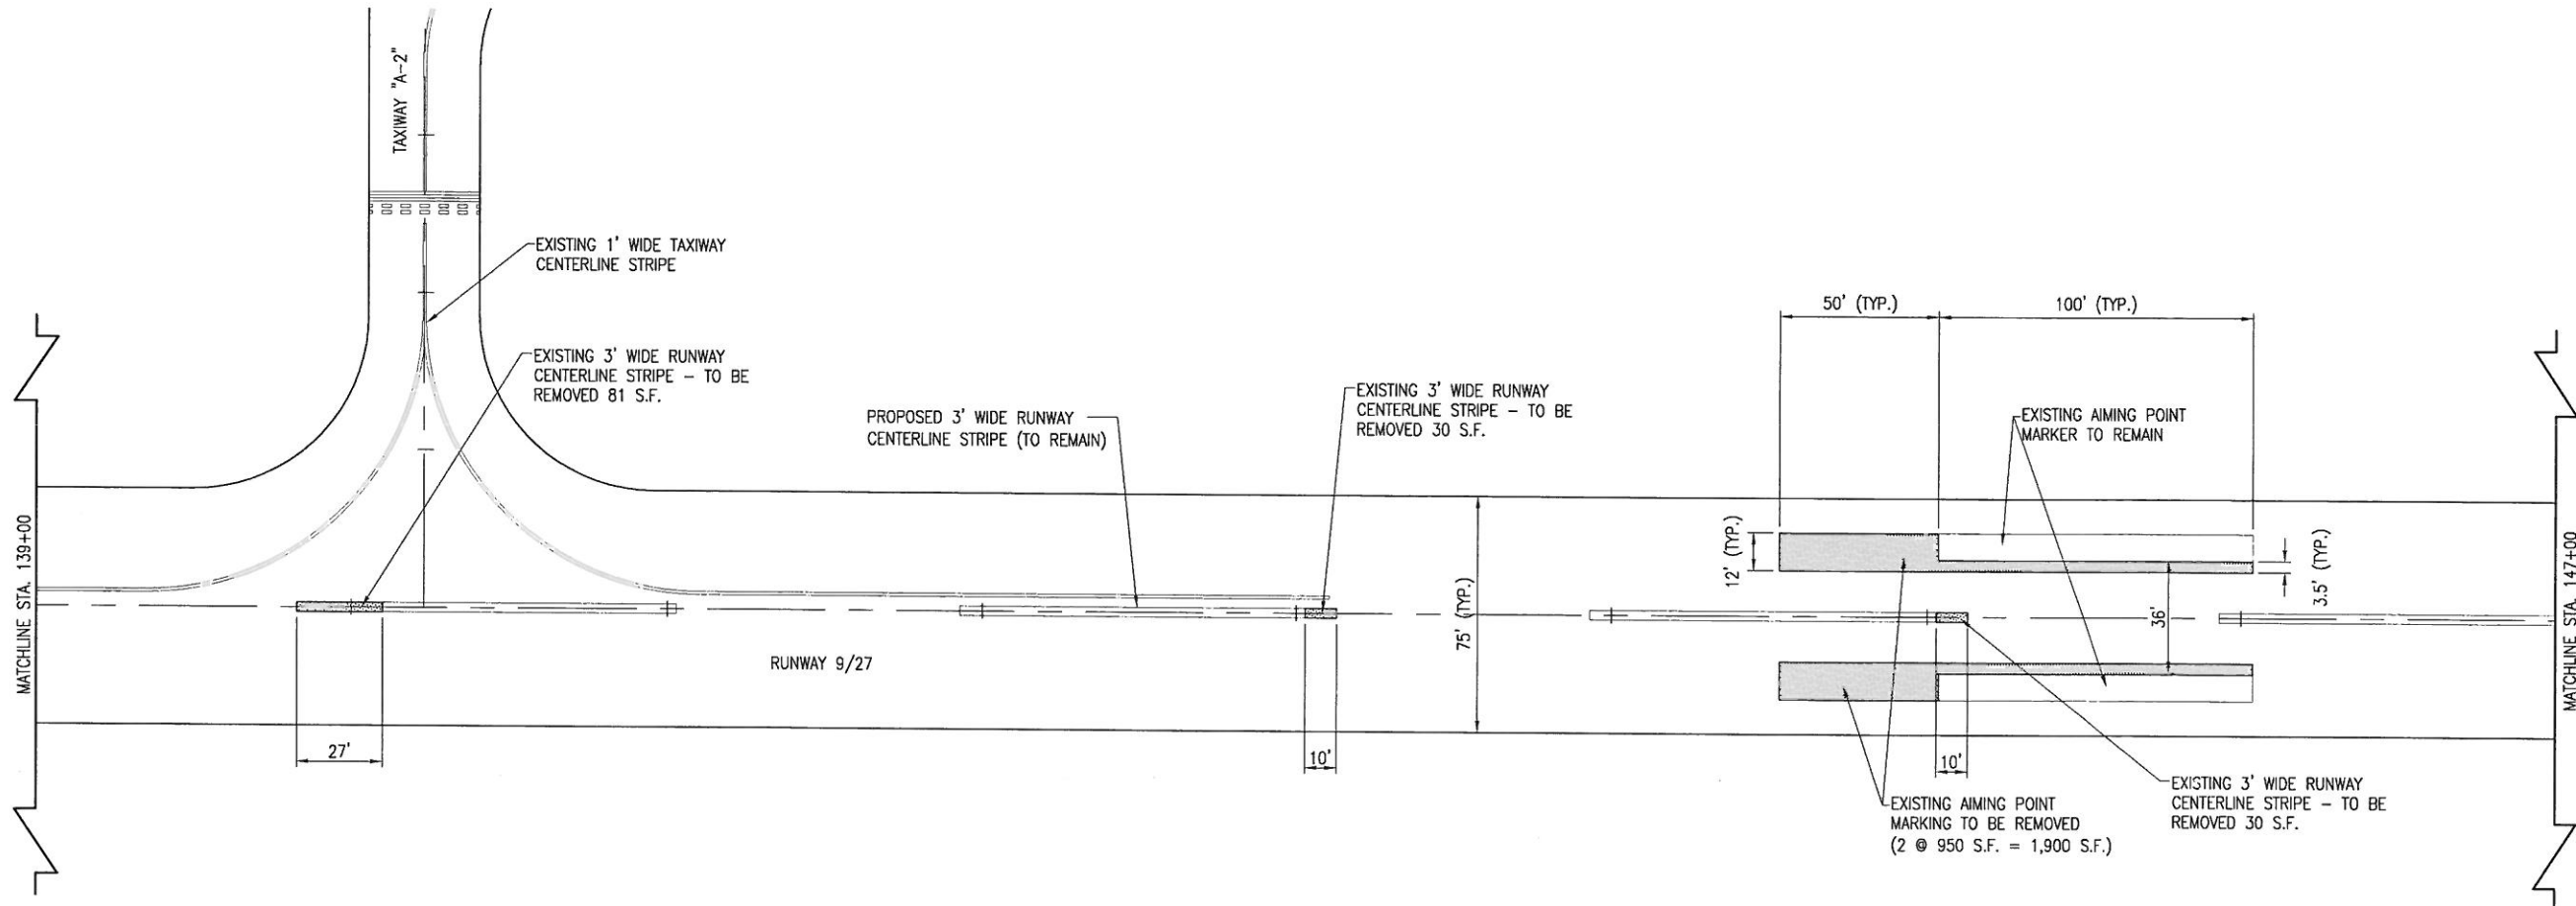 TAXIWAY "A-2"
EXISTING 1' WIDE TAXIWAY
CENTERLINE STRIPE
EXISTING 3' WIDE RUNWAY
CENTERLINE STRIPE – TO BE
REMOVED 81 S.F.
PROPOSED 3' WIDE RUNWAY
CENTERLINE STRIPE (TO REMAIN)
EXISTING 3' WIDE RUNWAY
CENTERLINE STRIPE – TO BE
REMOVED 30 S.F.
50' (TYP.)
100' (TYP.)
EXISTING AIMING POINT
MARKER TO REMAIN
MATCHLINE STA. 139+00
12' (TYP.)
3.5' (TYP.)
75' (TYP.)
36'
MATCHLINE STA. 147+00
RUNWAY 9/27
27'
10'
10'
EXISTING AIMING POINT
MARKING TO BE REMOVED
(2 @ 950 S.F. = 1,900 S.F.)
EXISTING 3' WIDE RUNWAY
CENTERLINE STRIPE – TO BE
REMOVED 30 S.F.